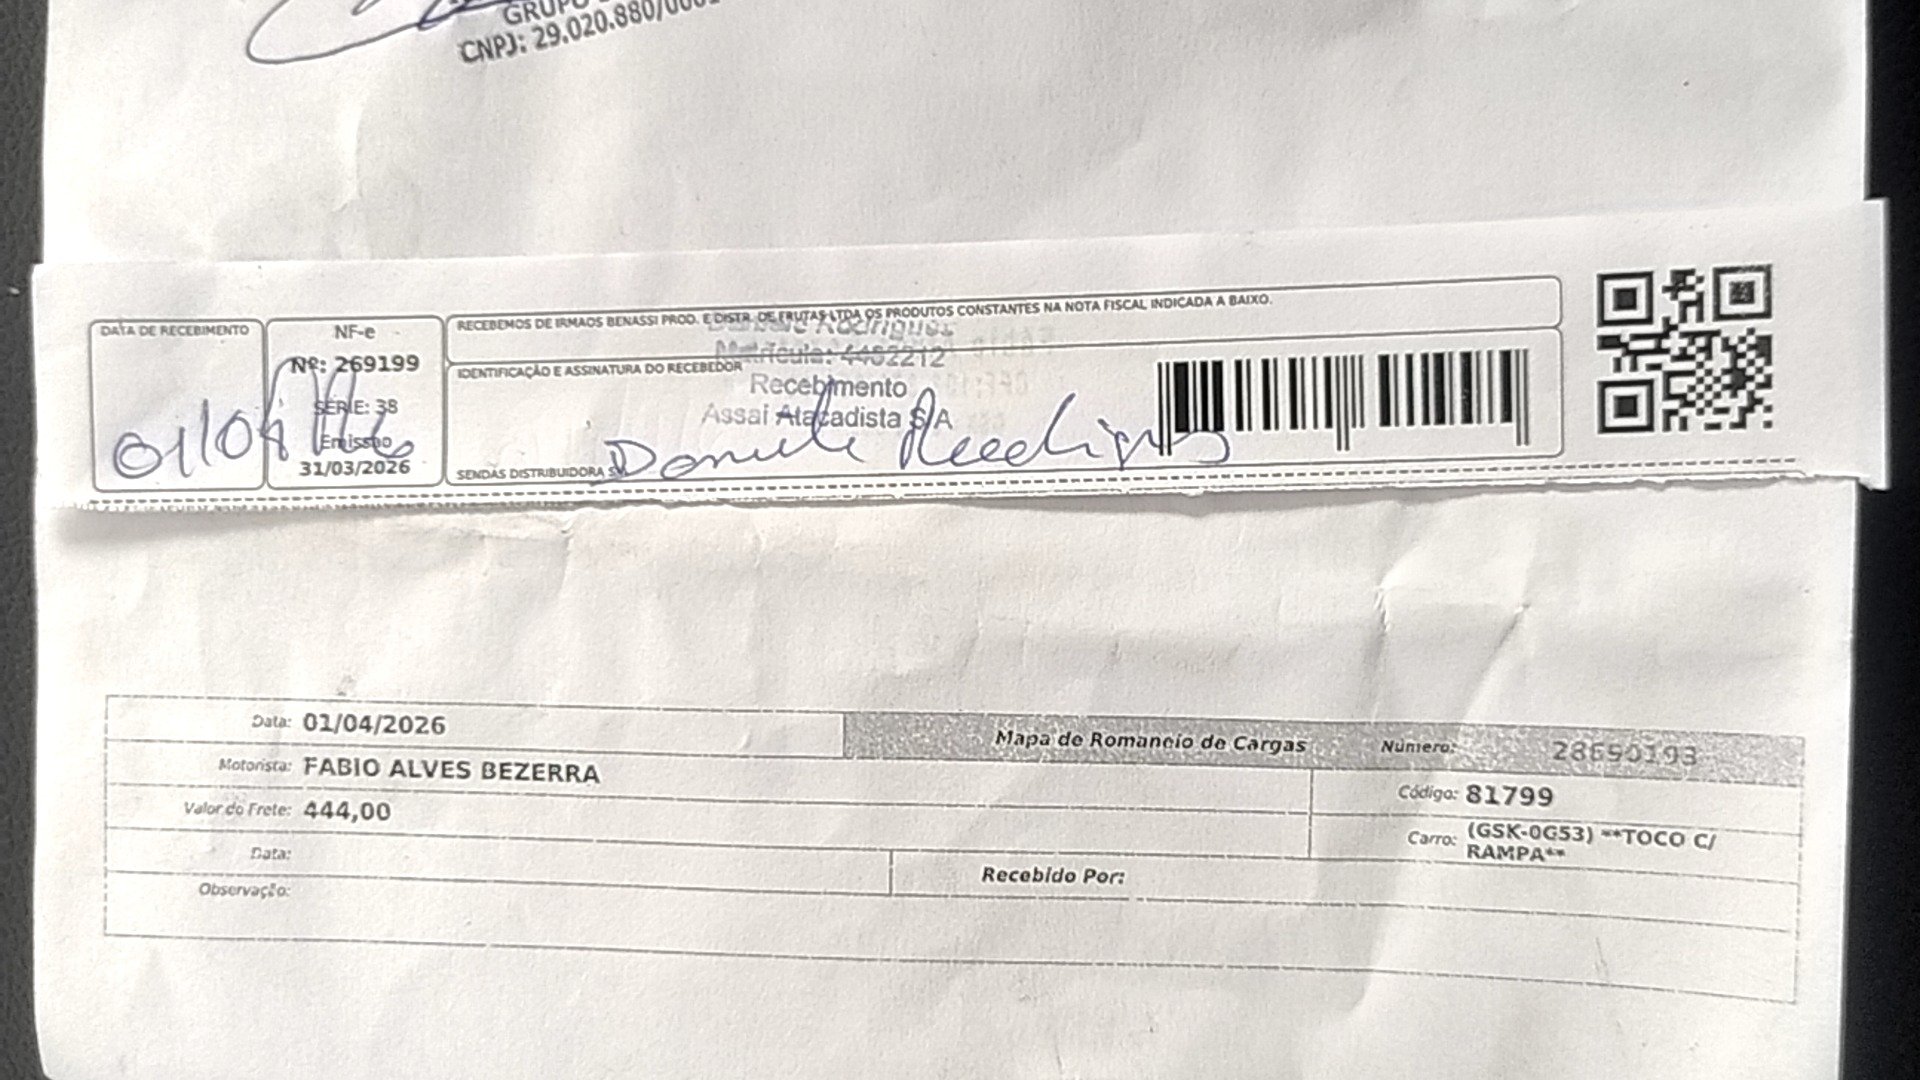 GRUPO
CNPJ: 29.020.880/000
DATA DE RECEBIMENTO
01/04/26
NF-e
Nº: 269199
SÉRIE: 38
Emissão
31/03/2026
RECEBEMOS DE IRMAOS BENASSI PROD. E DISTR. DE FRUTAS LTDA OS PRODUTOS CONSTANTES NA NOTA FISCAL INDICADA A BAIXO.
IDENTIFICAÇÃO E ASSINATURA DO RECEBEDOR
Rodrigues
Matrícula: 4462212
Recebimento
Assai Atacadista S/A
SENDAS DISTRIBUIDORA S/
Data: 01/04/2026
Mapa de Romaneio de Cargas
Número: 28690193
Motorista: FABIO ALVES BEZERRA
Código: 81799
Valor do Frete: 444,00
Carro: (GSK-0G53) **TOCO C/
RAMPA**
Data:
Recebido Por:
Observação: